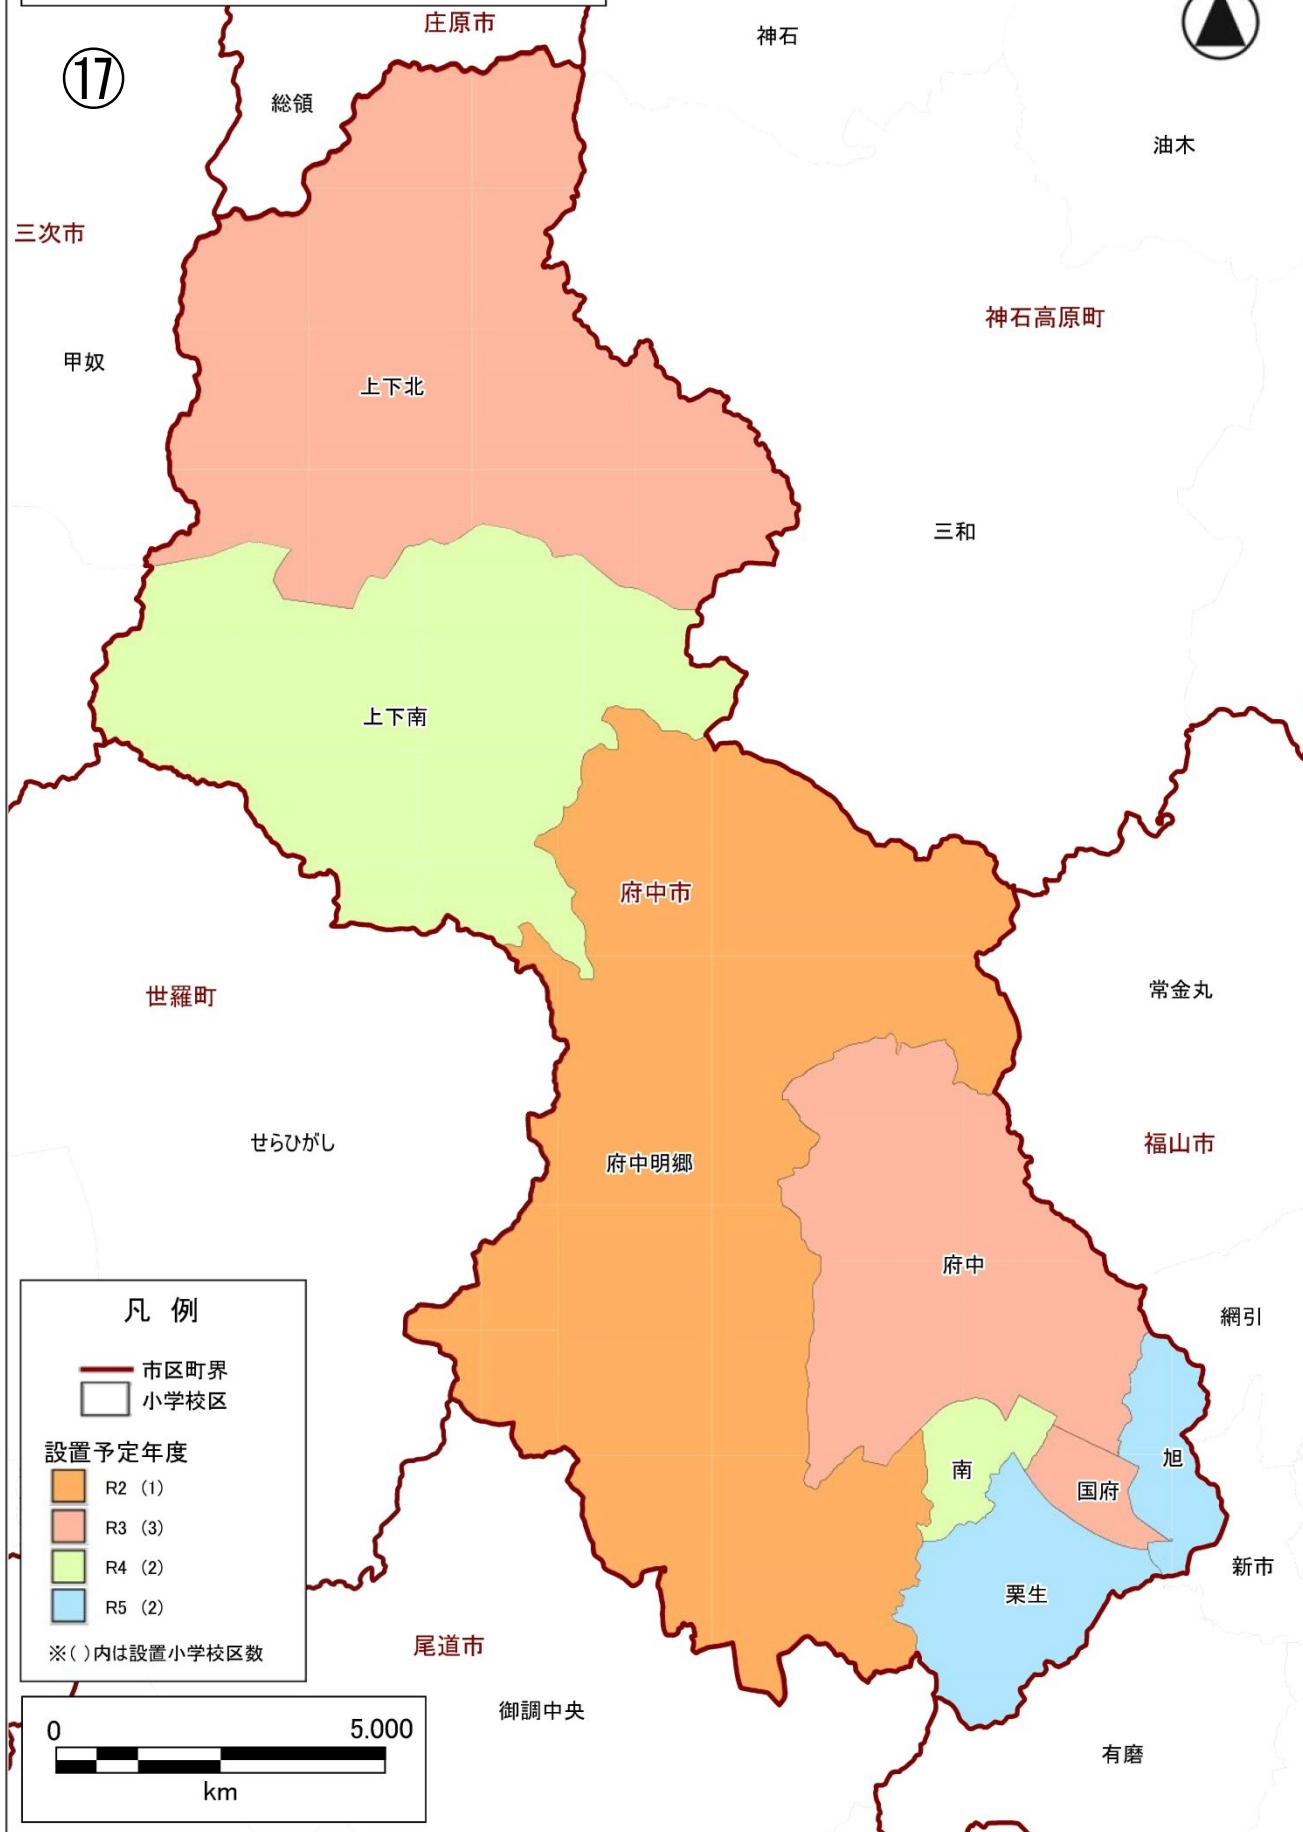 ⑰
庄原市
神石
総領
油木
三次市
神石高原町
甲奴
上下北
三和
上下南
府中市
世羅町
常金丸
せらひがし
府中明郷
福山市
府中
網引
旭
南
国府
新市
栗生
尾道市
御調中央
有磨
凡 例
市区町界
小学校区
設置予定年度
R2 (1)
R3 (3)
R4 (2)
R5 (2)
※( )内は設置小学校区数
0 5.000
km